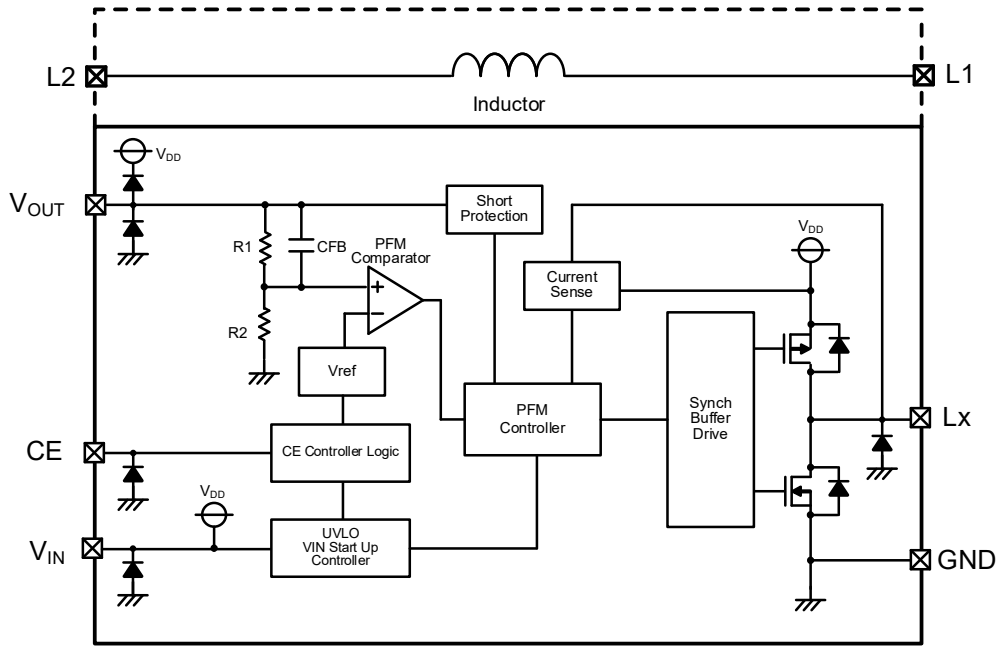 L2
L1
Inductor
VDD
VOUT
Short
Protection
R1
CFB
PFM
Comparator
VDD
Current
Sense
+
−
R2
Vref
PFM
Controller
Synch
Buffer
Drive
Lx
CE
CE Controller Logic
VDD
UVLO
VIN Start Up
Controller
VIN
GND